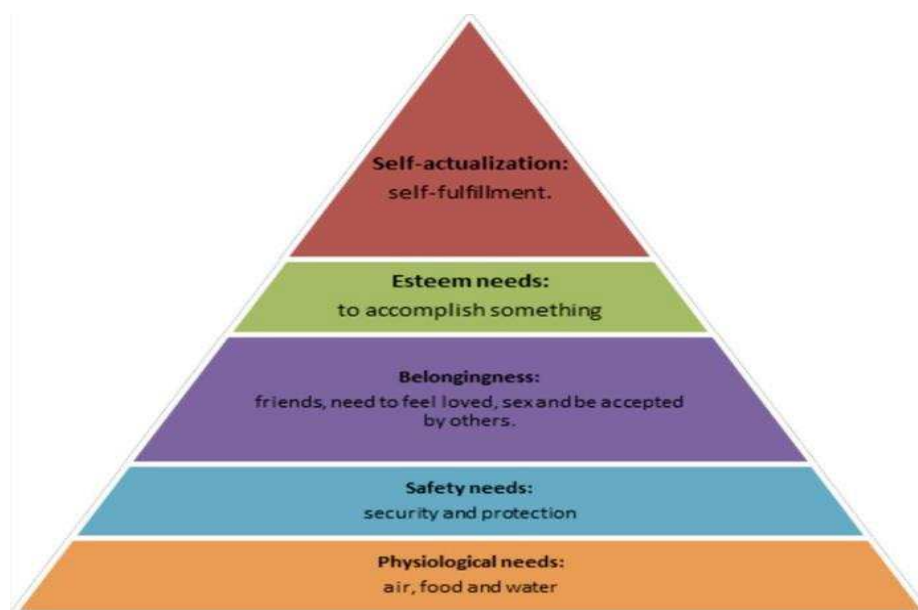 Self-actualization:
self-fulfillment.
Esteem needs:
to accomplish something
Belongingness:
friends, need to feel loved, sex and be accepted
by others.
Safety needs:
security and protection
Physiological needs:
air, food and water